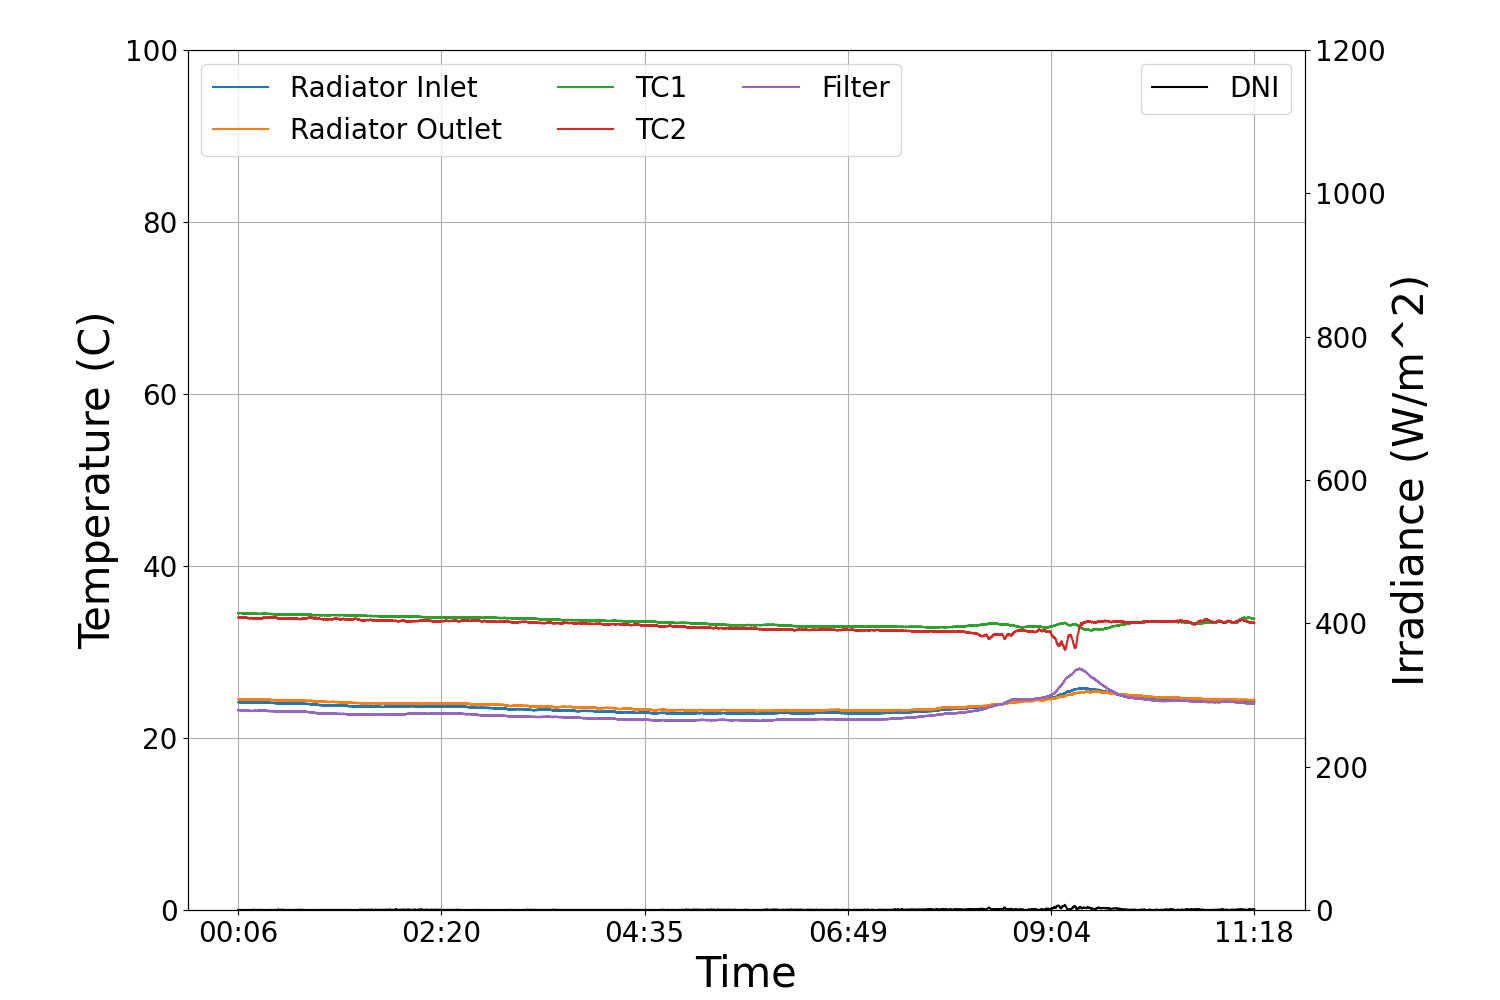 Radiator Inlet
Radiator Outlet
TC1
TC2
Filter
DNI
Temperature (C)
100
80
60
40
20
0
Irradiance (W/m^2)
1200
1000
800
600
400
200
0
00:06 02:20 04:35 06:49 09:04 11:18
Time